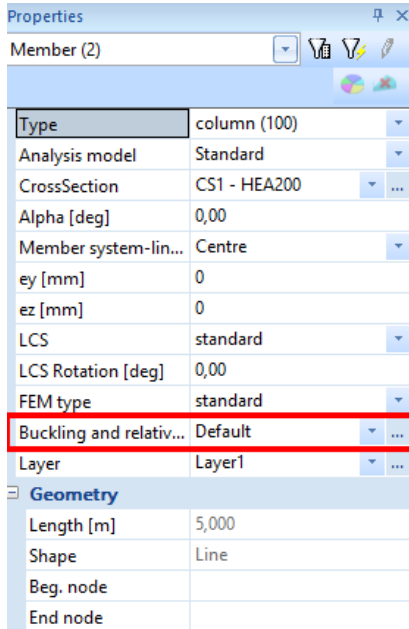 Properties
Member (2)
Type column (100)
Analysis model Standard
CrossSection CS1 - HEA200 ...
Alpha [deg] 0,00
Member system-lin... Centre
ey [mm] 0
ez [mm] 0
LCS standard
LCS Rotation [deg] 0,00
FEM type standard
Buckling and relativ... Default ...
Layer Layer1 ...
Geometry
Length [m] 5,000
Shape Line
Beg. node
End node